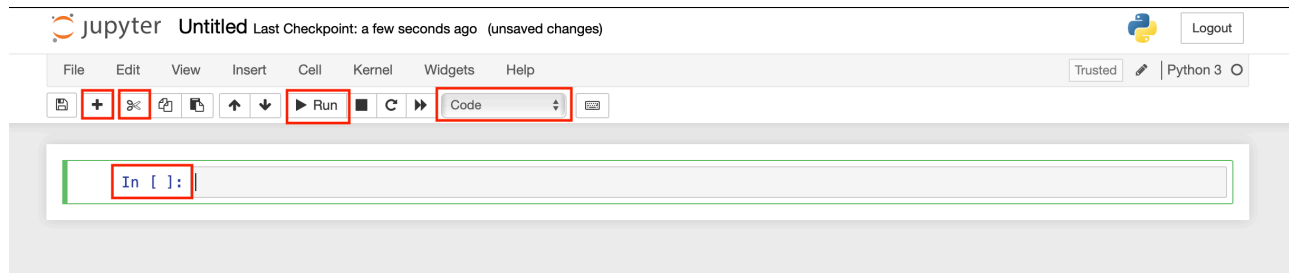 jupyter Untitled Last Checkpoint: a few seconds ago (unsaved changes) Logout
File Edit View Insert Cell Kernel Widgets Help Trusted Python 3
Run Code
In [ ]: